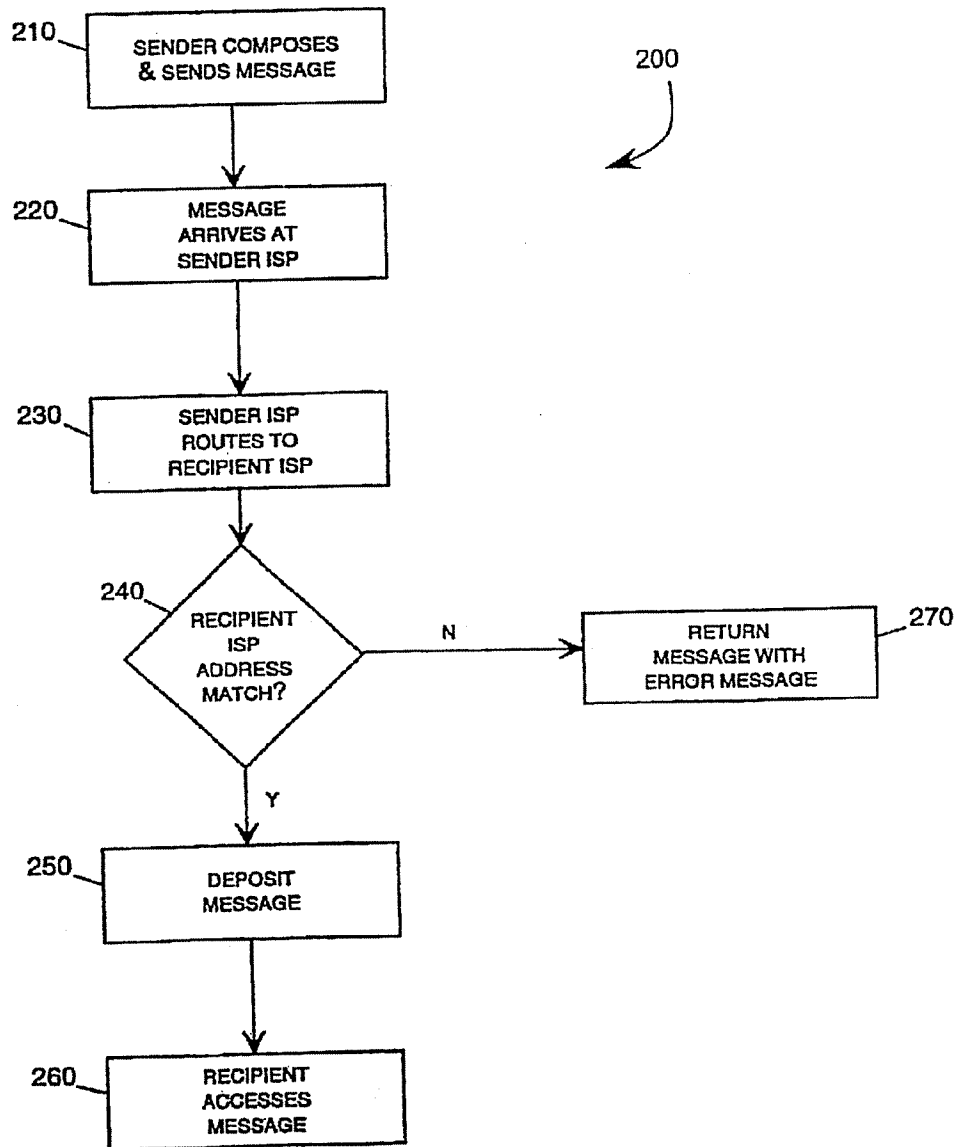 210
SENDER COMPOSES
& SENDS MESSAGE
200
220
MESSAGE
ARRIVES AT
SENDER ISP
230
SENDER ISP
ROUTES TO
RECIPIENT ISP
240
RECIPIENT
ISP
ADDRESS
MATCH?
N
270
RETURN
MESSAGE WITH
ERROR MESSAGE
Y
250
DEPOSIT
MESSAGE
260
RECIPIENT
ACCESSES
MESSAGE